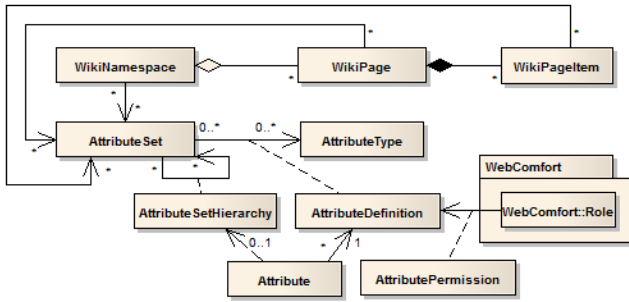 *
*
WikiNamespace
WikiPage
WikiPageItem
*
*
*
*
*
*
AttributeSet
0..*
0..*
AttributeType
*
*
*
*
WebComfort
AttributeSetHierarchy
AttributeDefinition
WebComfort::Role
0..1
*
1
Attribute
AttributePermission